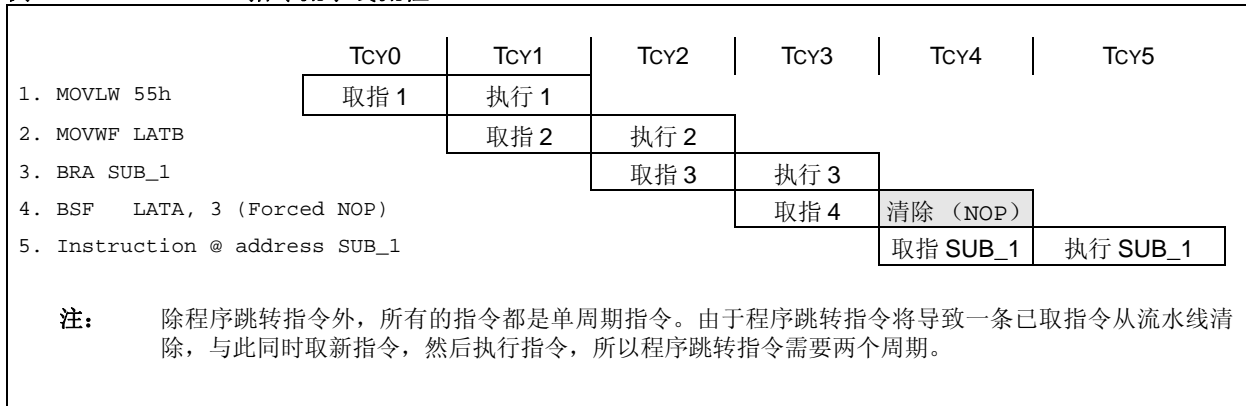 TCY0 TCY1 TCY2 TCY3 TCY4 TCY5
1. MOVLW 55h 取指 1 执行 1
2. MOVWF LATB 取指 2 执行 2
3. BRA SUB_1 取指 3 执行 3
4. BSF LATA, 3 (Forced NOP) 取指 4 清除 （NOP）
5. Instruction @ address SUB_1 取指 SUB_1 执行 SUB_1
注： 除程序跳转指令外，所有的指令都是单周期指令。由于程序跳转指令将导致一条已取指令从流水线清
除，与此同时取新指令，然后执行指令，所以程序跳转指令需要两个周期。